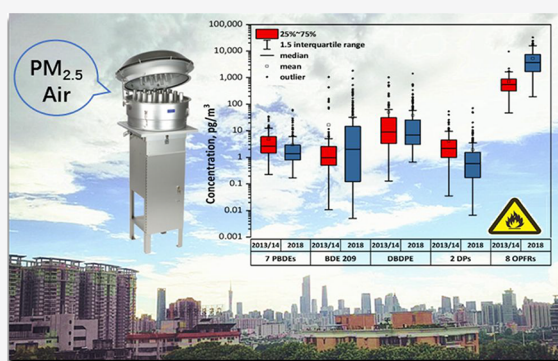 PM2.5
Air
Concentration, pg/m3
100,000
10,000
1,000
100
10
1
0.1
0.01
0.001
25%~75%
1.5 interquartile range
median
mean
outlier
2013/14 2018 2013/14 2018 2013/14 2018 2013/14 2018 2013/14 2018
7 PBDEs BDE 209 DBDPE 2 DPs 8 OPFRs